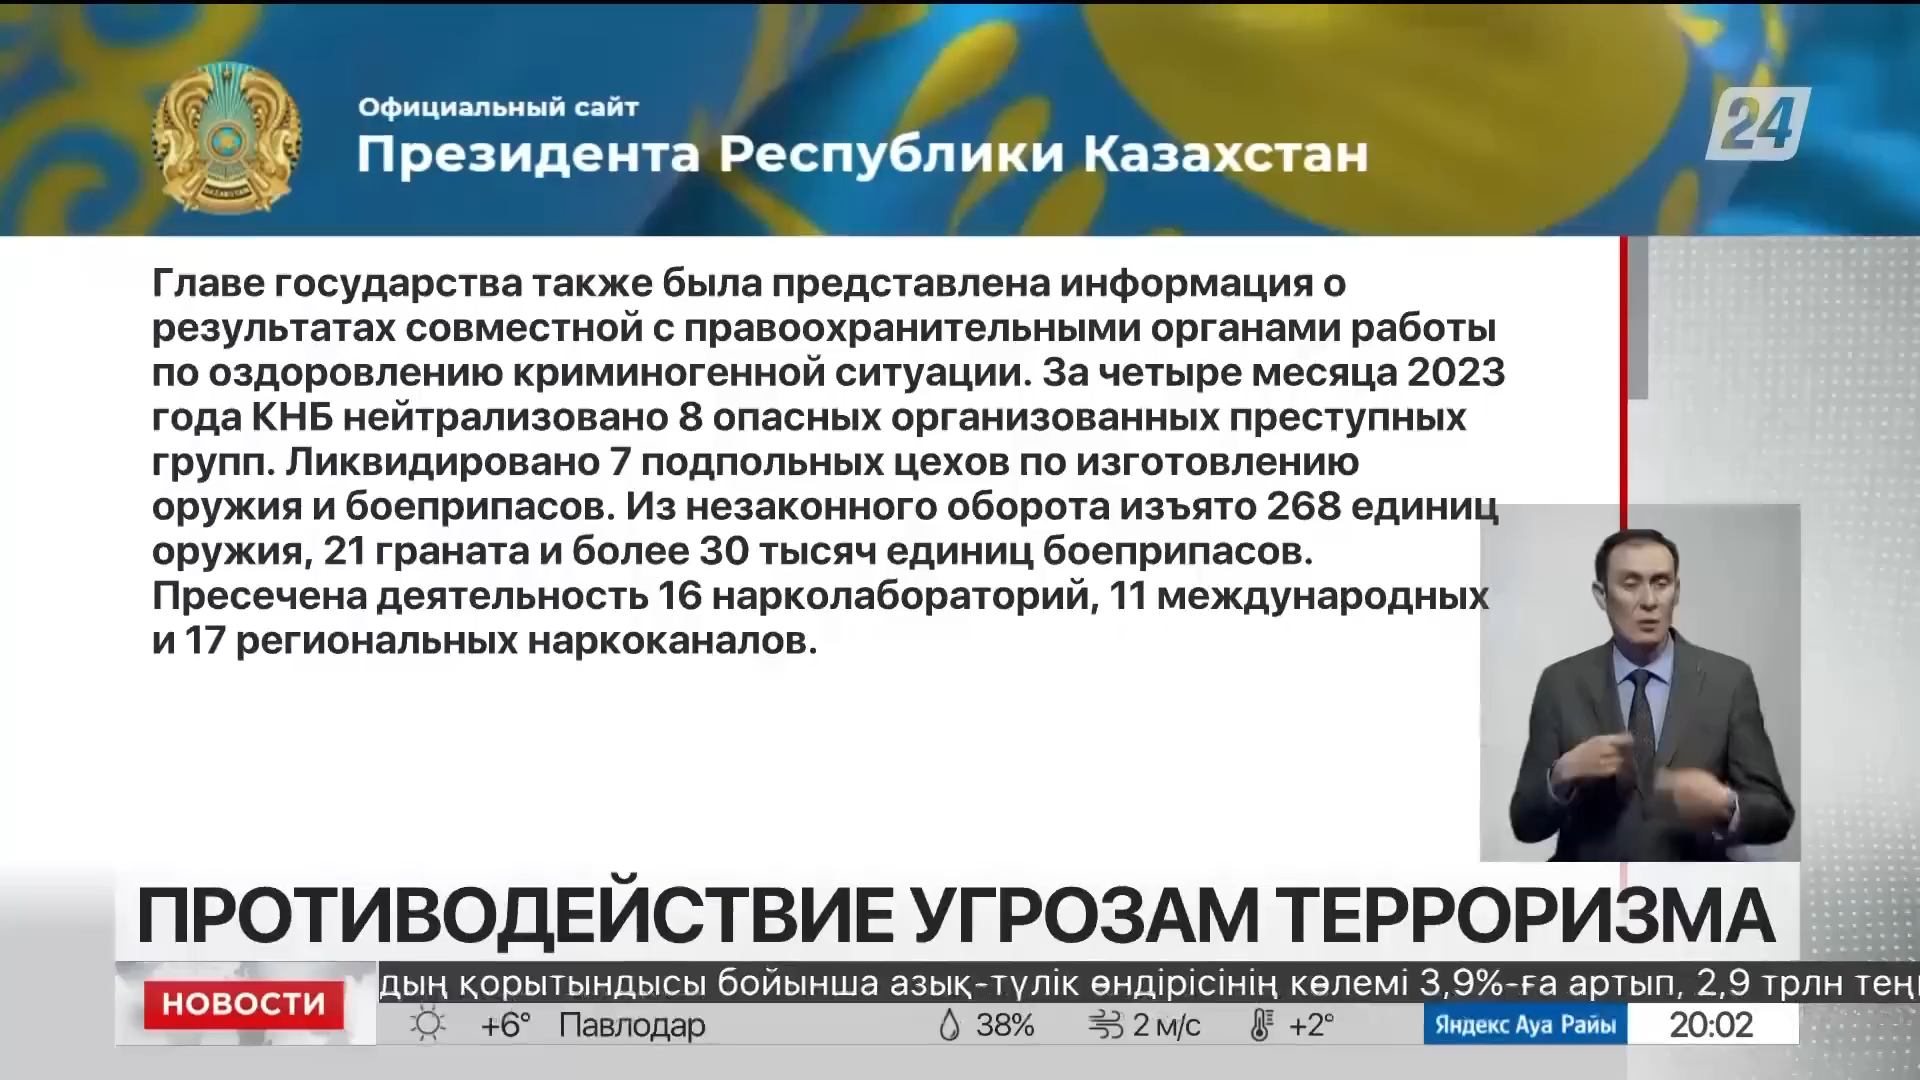 Официальный сайт
Президента Республики Казахстан
24
Главе государства также была представлена информация о
результатах совместной с правоохранительными органами работы
по оздоровлению криминогенной ситуации. За четыре месяца 2023
года КНБ нейтрализовано 8 опасных организованных преступных
групп. Ликвидировано 7 подпольных цехов по изготовлению
оружия и боеприпасов. Из незаконного оборота изъято 268 единиц
оружия, 21 граната и более 30 тысяч единиц боеприпасов.
Пресечена деятельность 16 нарколабораторий, 11 международных
и 17 региональных наркоканалов.
ПРОТИВОДЕЙСТВИЕ УГРОЗАМ ТЕРРОРИЗМА
НОВОСТИ
дың қорытындысы бойынша азық-түлік өндірісінің көлемі 3,9%-ға артып, 2,9 трлн тең
+6° Павлодар 38% 2 м/с +2° Яндекс Ауа Райы 20:02